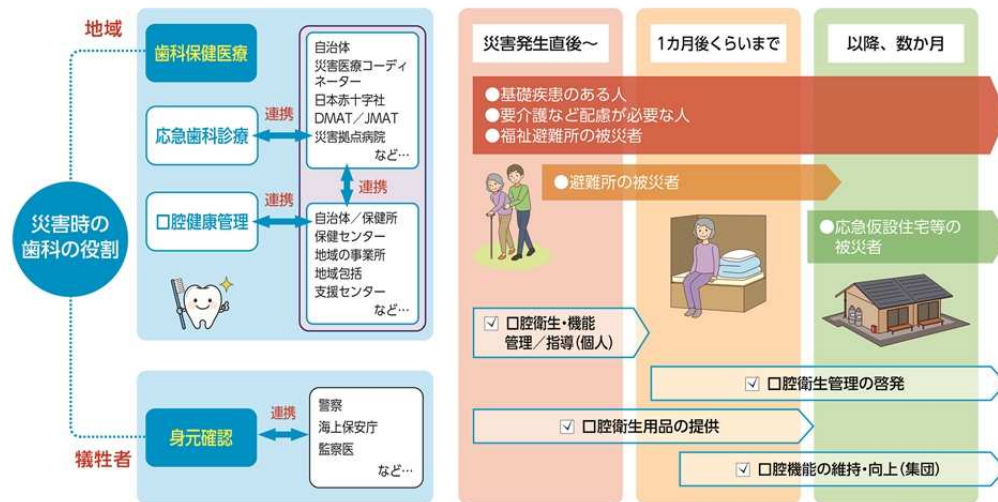 地域
歯科保健医療
応急歯科診療
連携
口腔健康管理
連携
自治体
災害医療コーディ
ネーター
日本赤十字社
DMAT／JMAT
災害拠点病院
など…
連携
自治体／保健所
保健センター
地域の事業所
地域包括
支援センター
など…
災害時の
歯科の役割
犠牲者
身元確認
連携
警察
海上保安庁
監察医
など…
災害発生直後～
1カ月後くらいまで
以降、数か月
●基礎疾患のある人
●要介護など配慮が必要な人
●福祉避難所の被災者
●避難所の被災者
●応急仮設住宅等の
被災者
口腔衛生・機能
管理／指導(個人)
口腔衛生管理の啓発
口腔衛生用品の提供
口腔機能の維持・向上(集団)